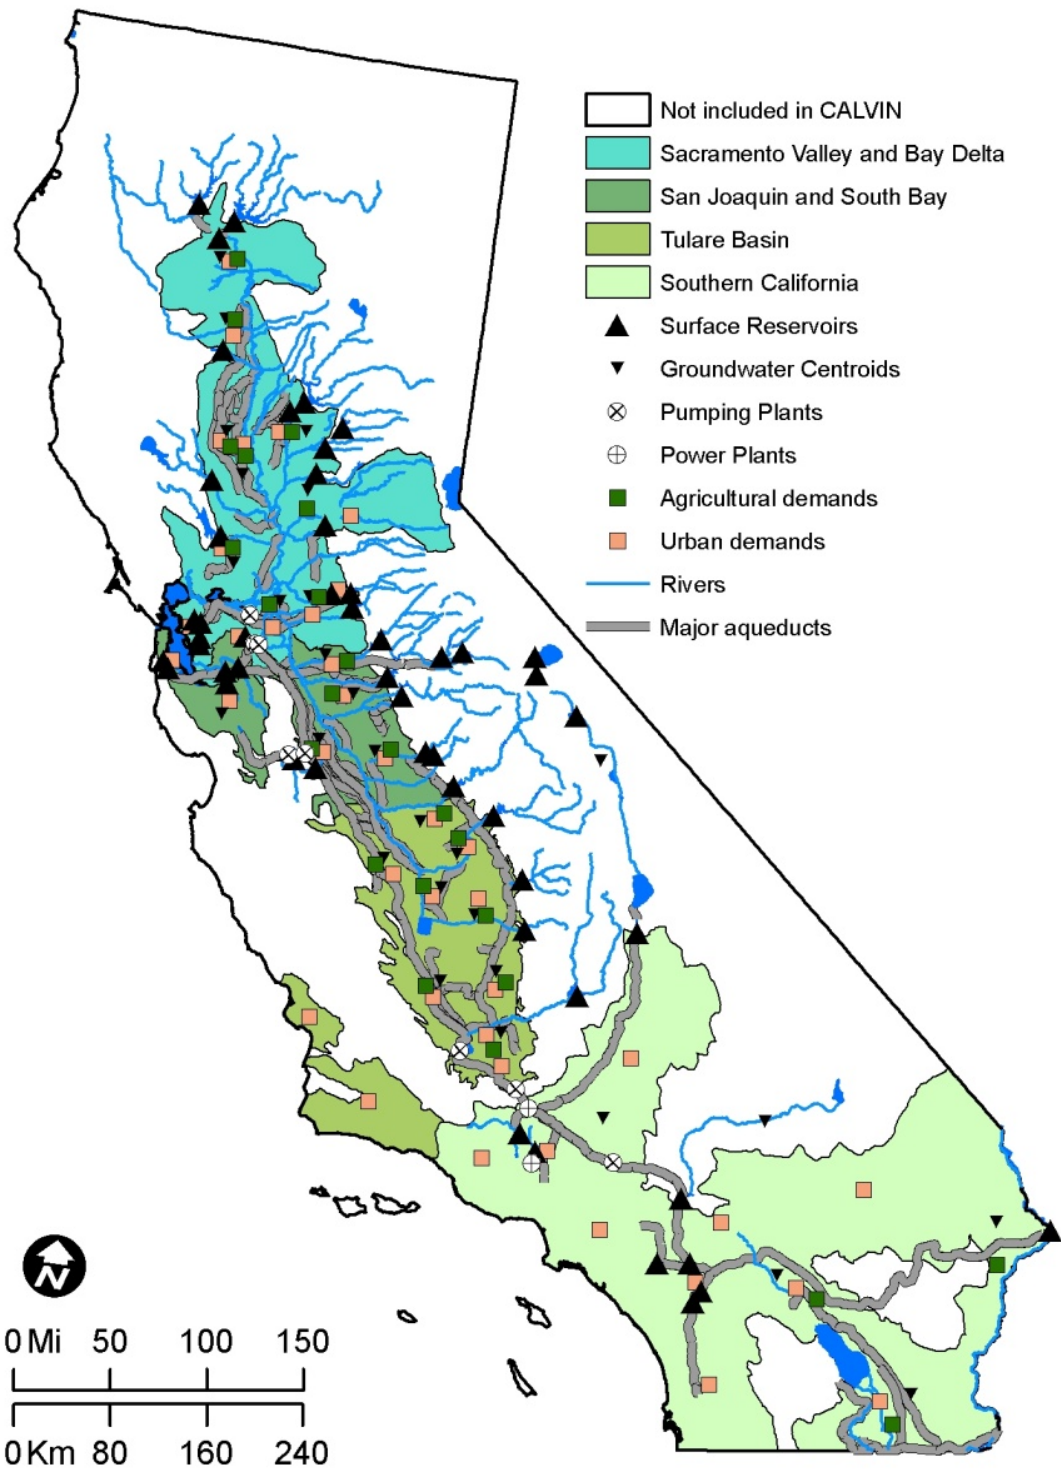 Not included in CALVIN
Sacramento Valley and Bay Delta
San Joaquin and South Bay
Tulare Basin
Southern California
Surface Reservoirs
Groundwater Centroids
Pumping Plants
Power Plants
Agricultural demands
Urban demands
Rivers
Major aqueducts
N
0 Mi 50 100 150
0 Km 80 160 240